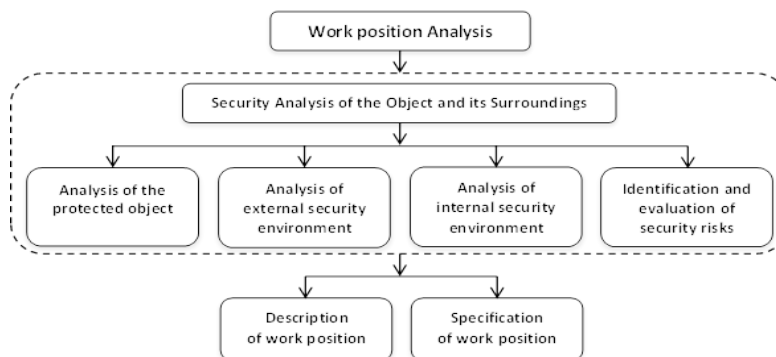 Work position Analysis
Security Analysis of the Object and its Surroundings
Analysis of the
protected object
Analysis of
external security
environment
Analysis of
internal security
environment
Identification and
evaluation of
security risks
Description
of work position
Specification
of work position